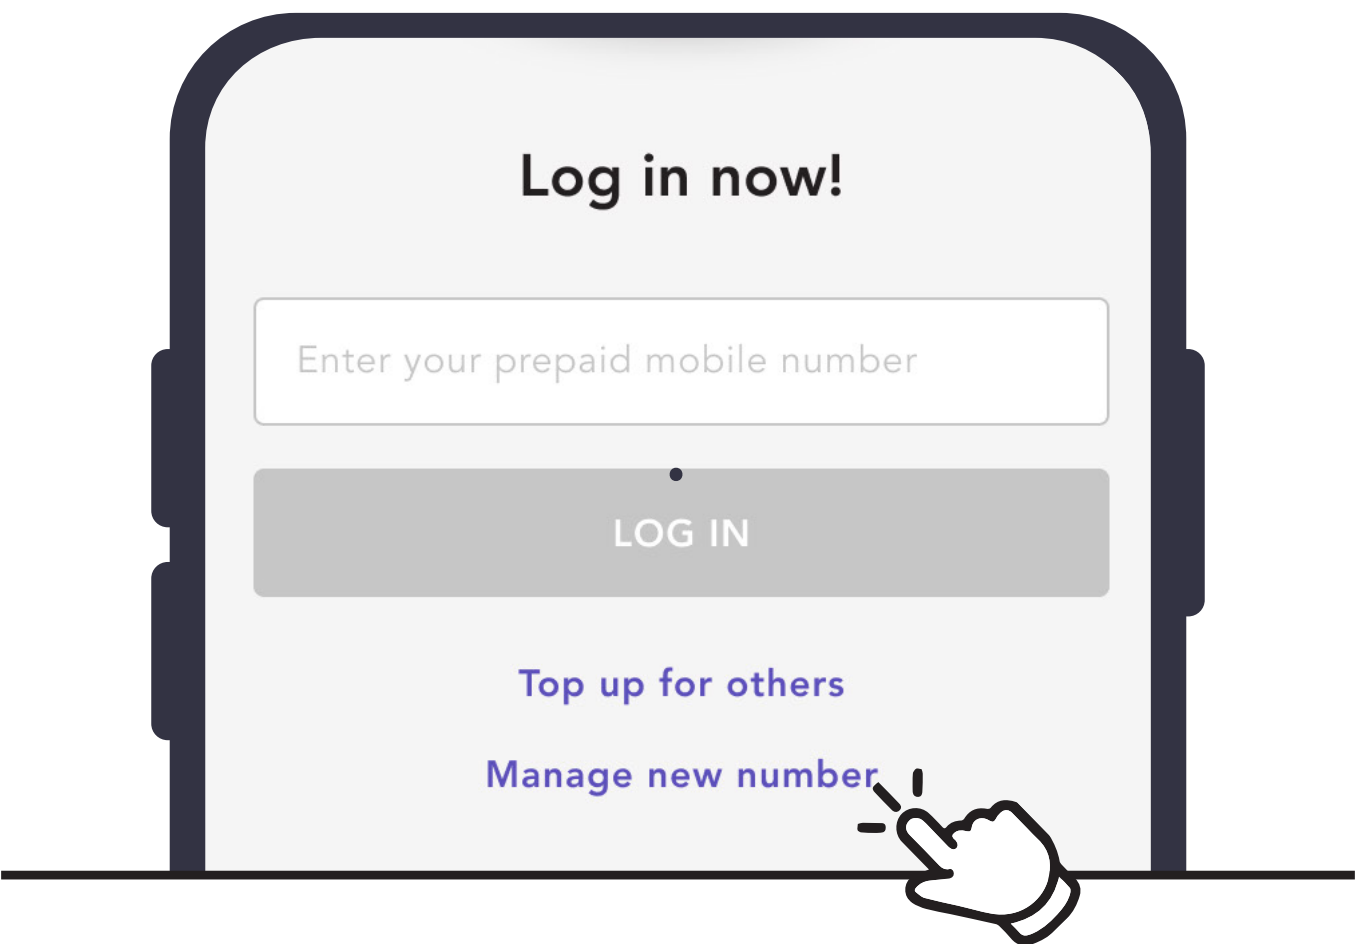 Log in now!
Enter your prepaid mobile number
LOG IN
Top up for others
Manage new number